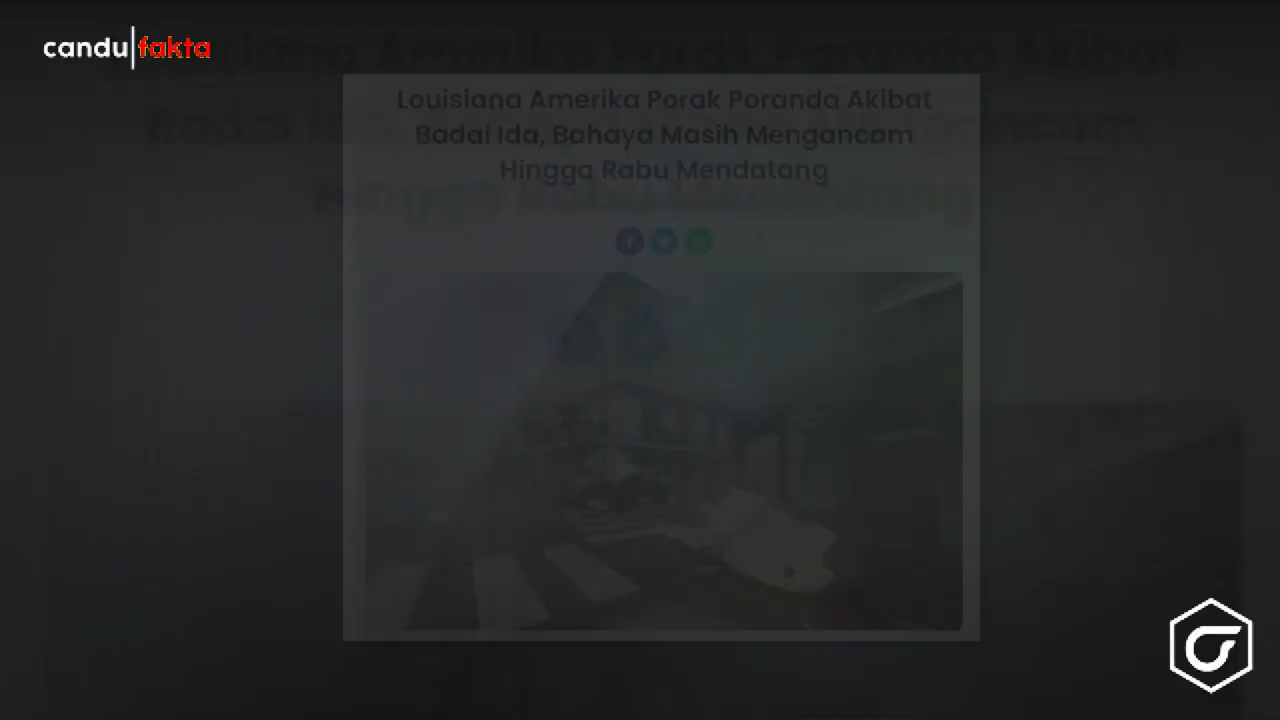 candu|fakta
Louisiana Amerika Porak Poranda Akibat
Badai Ida, Bahaya Masih Mengancam
Hingga Rabu Mendatang